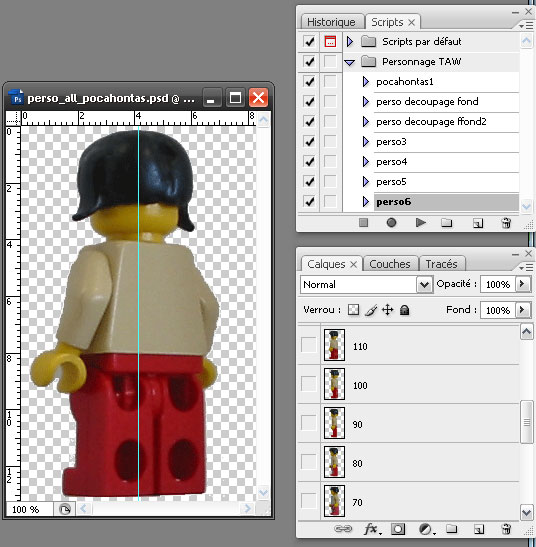 Historique Scripts ×
Scripts par défaut
Personnage TAW
pocahontas1
perso decoupage fond
perso decoupage ffond2
perso3
perso4
perso5
perso6
Ps perso_all_pocahontas.psd @ ...
0 2 4 6 8
0
2
4
6
8
1
0
1
2
100 %
Calques × Couches Tracés
Normal Opacité : 100%
Verrou : Fond : 100%
110
100
90
80
70
fx